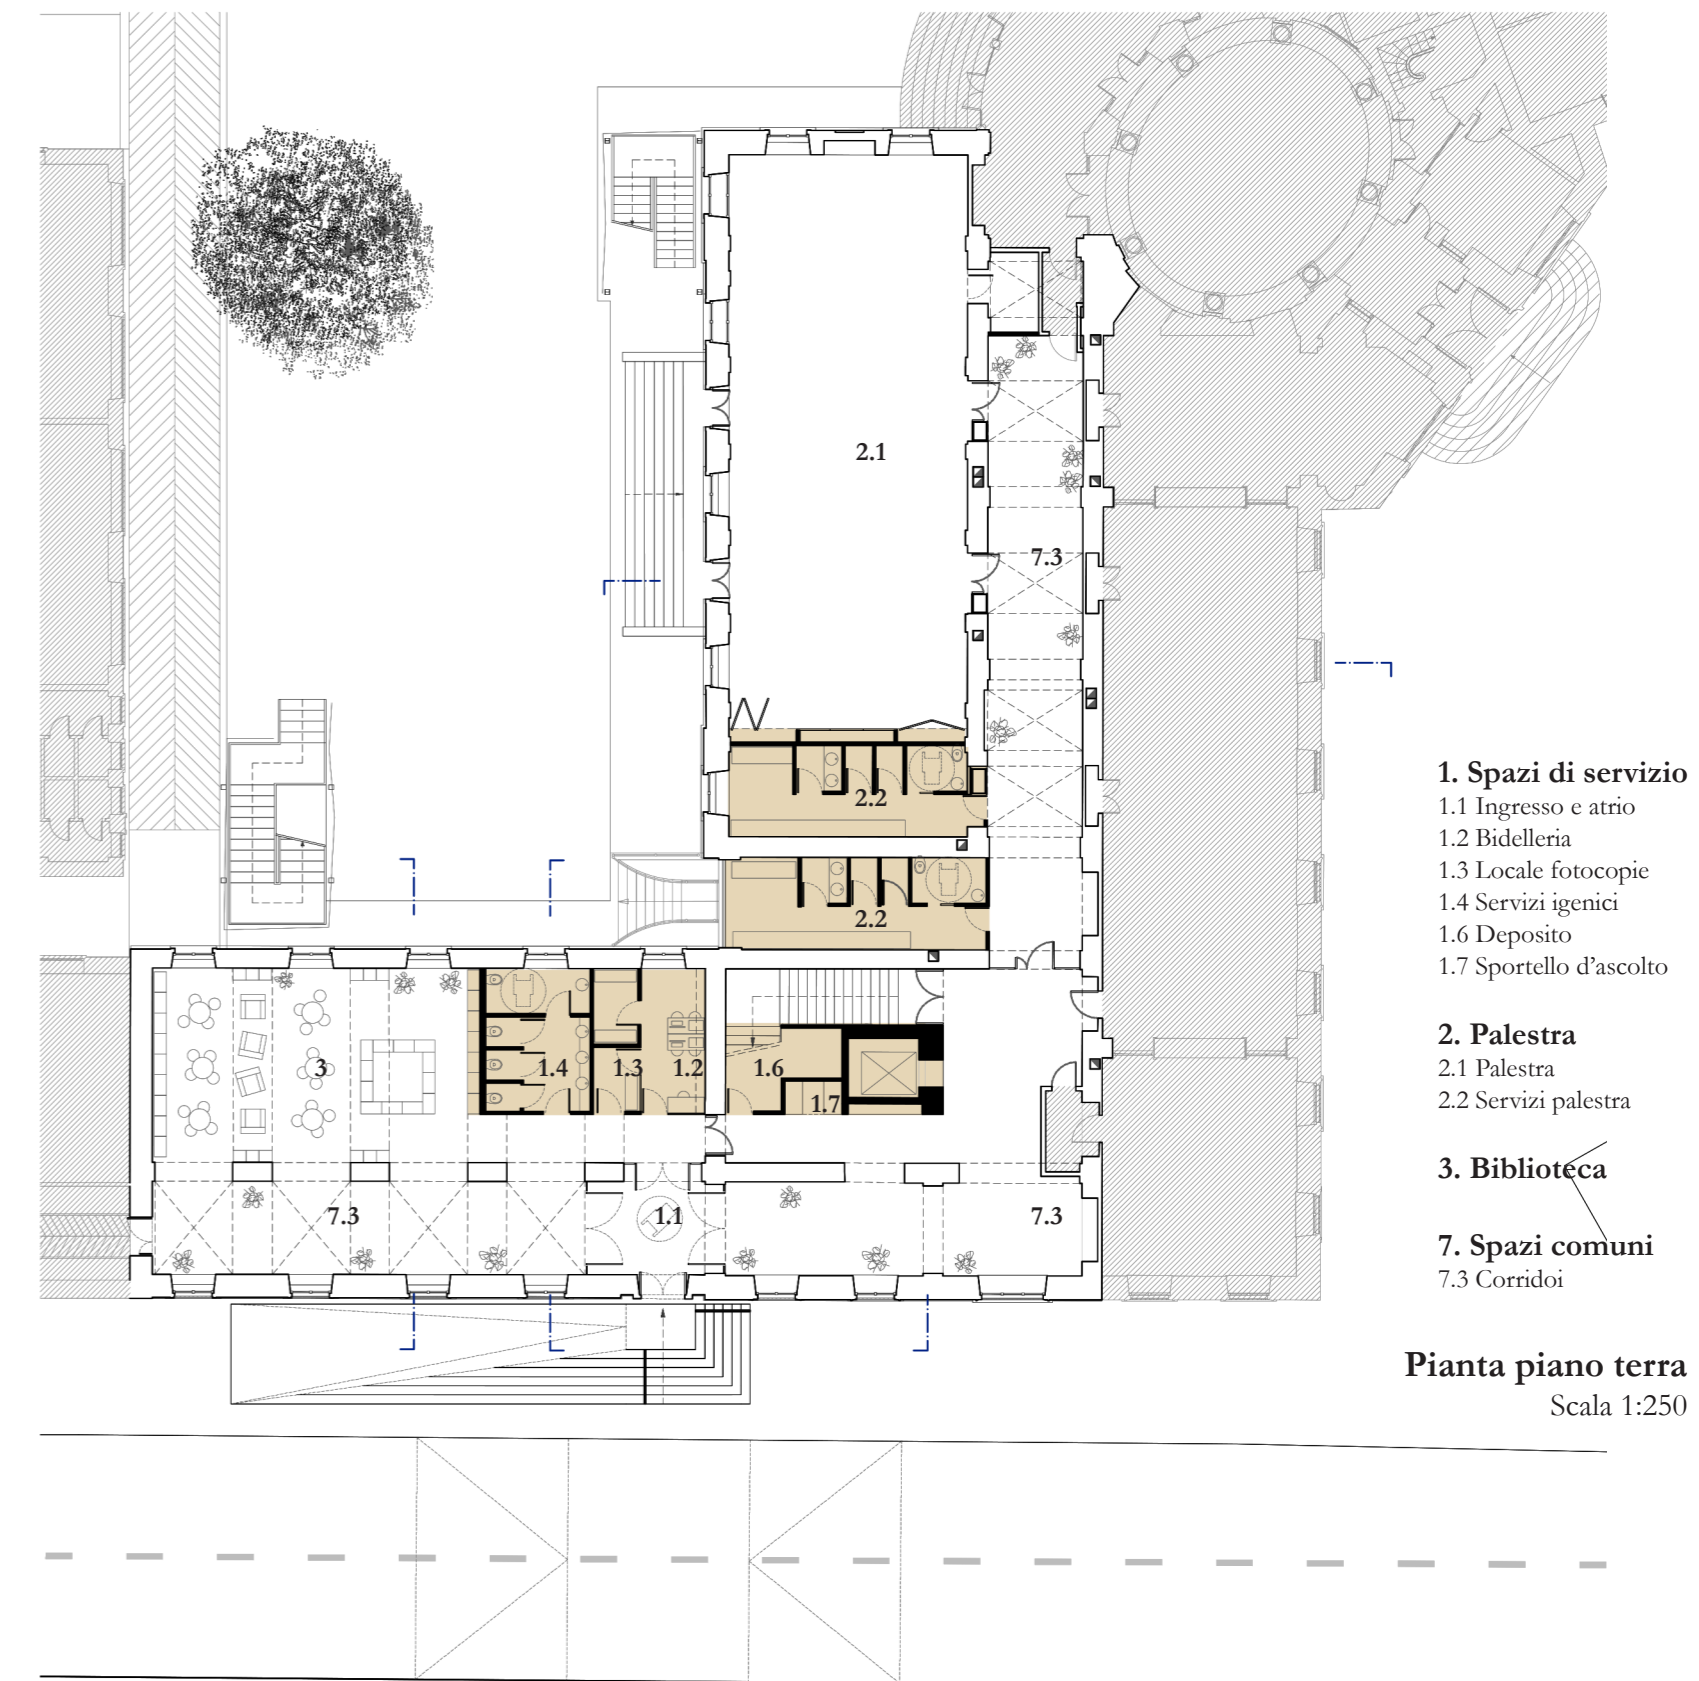 2.1
7.3
2.2
2.2
3
1.4
1.3
1.2
1.6
1.7
7.3
1.1
7.3
1. Spazi di servizio
1.1 Ingresso e atrio
1.2 Bidelleria
1.3 Locale fotocopie
1.4 Servizi igenici
1.6 Deposito
1.7 Sportello d’ascolto
2. Palestra
2.1 Palestra
2.2 Servizi palestra
3. Biblioteca
7. Spazi comuni
7.3 Corridoi
Pianta piano terra
Scala 1:250